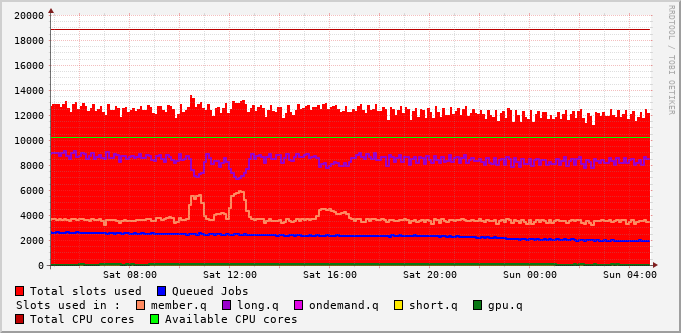 20000
18000
16000
14000
12000
10000
8000
6000
4000
2000
0
Sat 08:00 Sat 12:00 Sat 16:00 Sat 20:00 Sun 00:00 Sun 04:00
RRDTOOL / TOBI OETIKER
Total slots used Queued Jobs
Slots used in : member.q long.q ondemand.q short.q gpu.q
Total CPU cores Available CPU cores